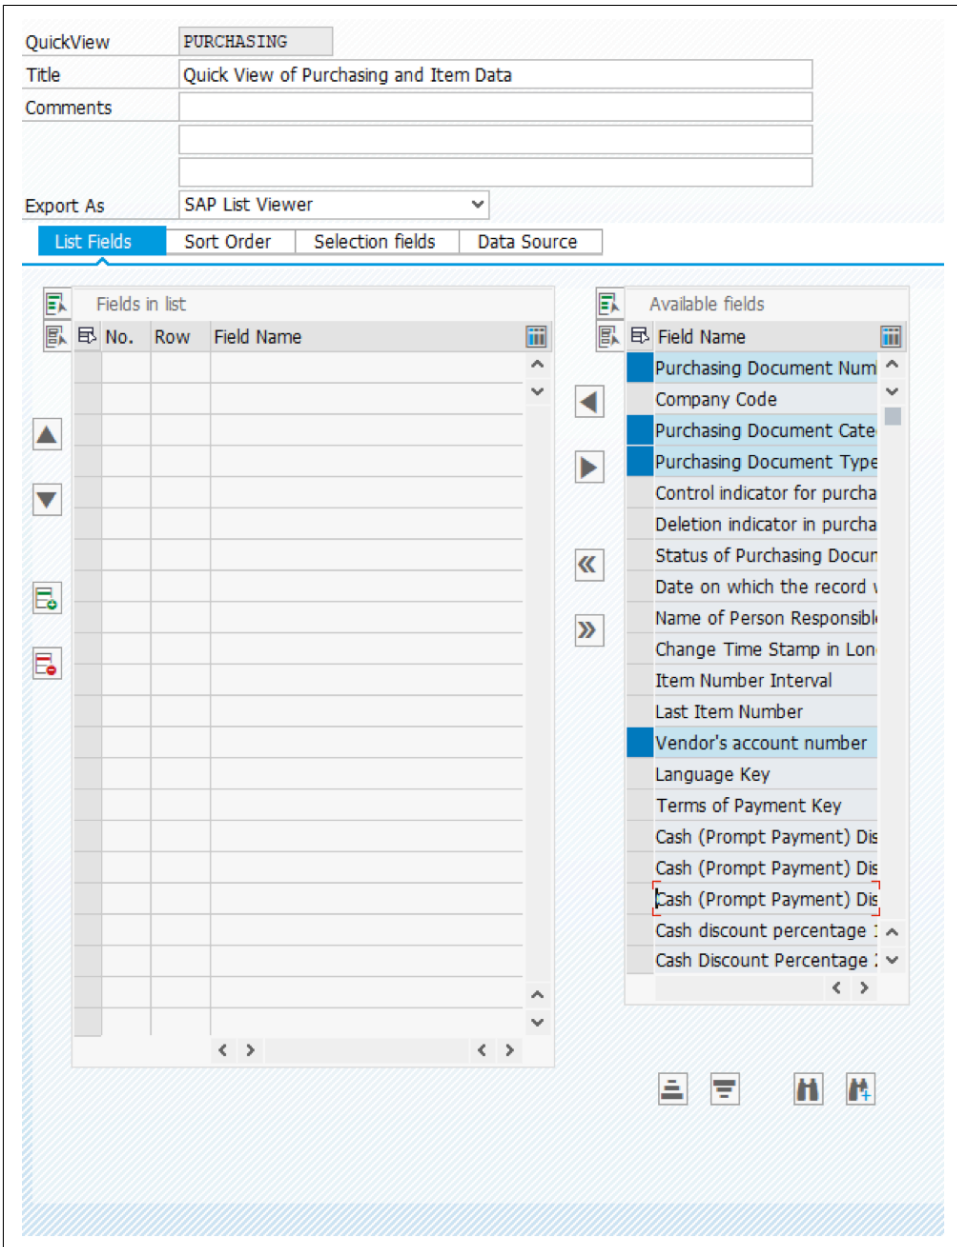 QuickView PURCHASING
Title Quick View of Purchasing and Item Data
Comments
Export As SAP List Viewer
List Fields Sort Order Selection fields Data Source
Fields in list
No. Row Field Name
Available fields
Field Name
Purchasing Document Num
Company Code
Purchasing Document Cate
Purchasing Document Type
Control indicator for purcha
Deletion indicator in purcha
Status of Purchasing Docum
Date on which the record
Name of Person Responsible
Change Time Stamp in Lon
Item Number Interval
Last Item Number
Vendor's account number
Language Key
Terms of Payment Key
Cash (Prompt Payment) Dis
Cash (Prompt Payment) Dis
Cash (Prompt Payment) Dis
Cash discount percentage 1
Cash Discount Percentage 2